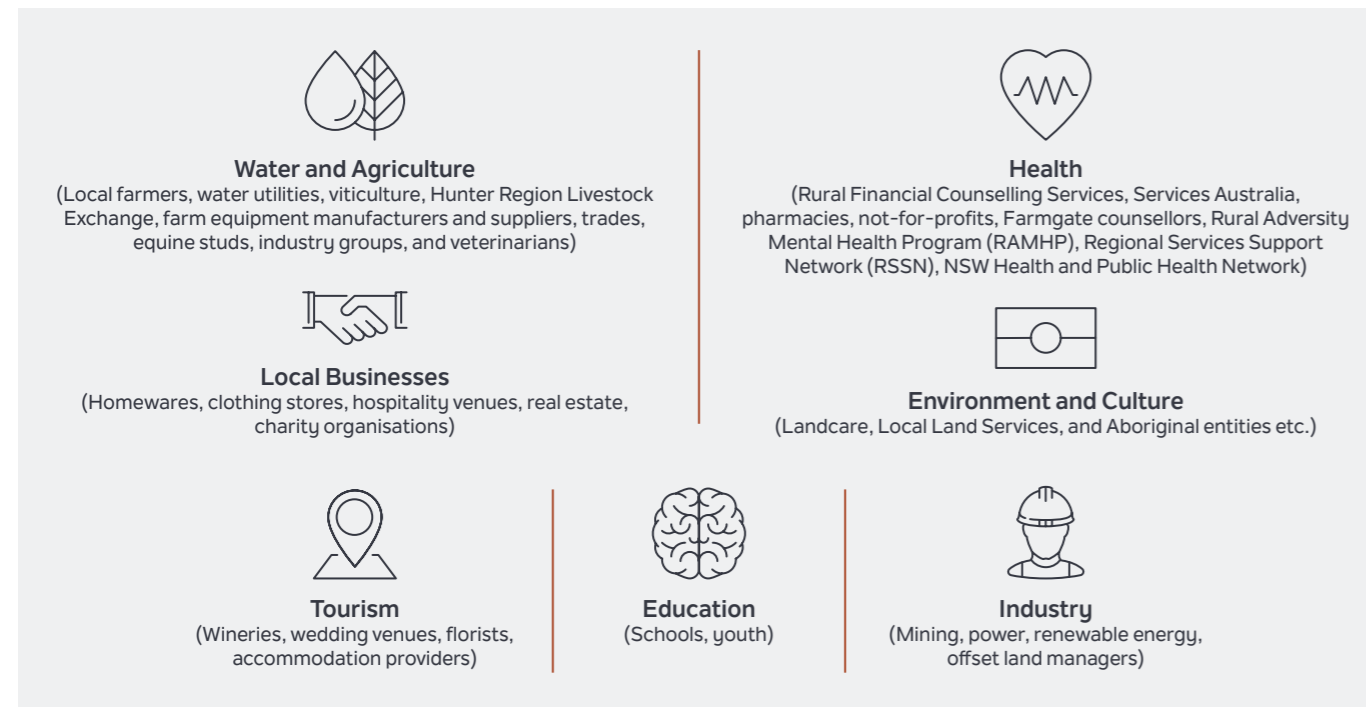 Water and Agriculture
(Local farmers, water utilities, viticulture, Hunter Region Livestock
Exchange, farm equipment manufacturers and suppliers, trades,
equine studs, industry groups, and veterinarians)
Health
(Rural Financial Counselling Services, Services Australia,
pharmacies, not-for-profits, Farmgate counsellors, Rural Adversity
Mental Health Program (RAMHP), Regional Services Support
Network (RSSN), NSW Health and Public Health Network)
Local Businesses
(Homewares, clothing stores, hospitality venues, real estate,
charity organisations)
Environment and Culture
(Landcare, Local Land Services, and Aboriginal entities etc.)
Tourism
(Wineries, wedding venues, florists,
accommodation providers)
Education
(Schools, youth)
Industry
(Mining, power, renewable energy,
offset land managers)